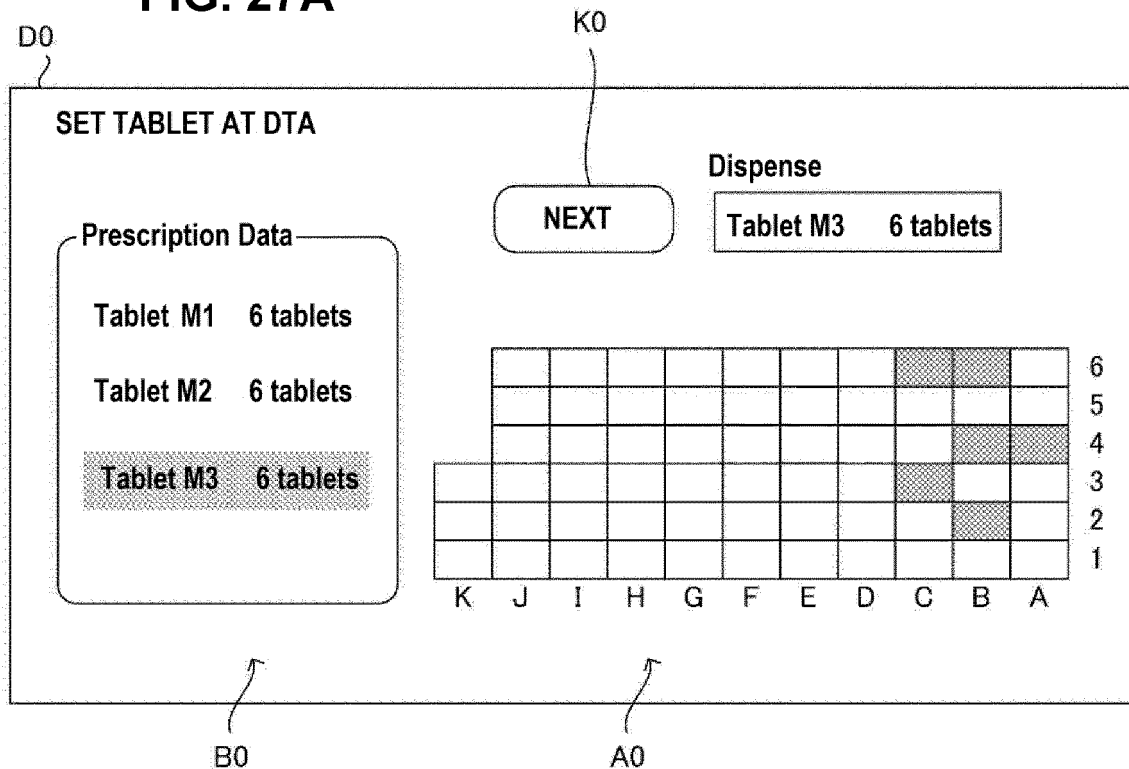 FIG. 27A
D0
K0
SET TABLET AT DTA
Dispense
NEXT
Tablet M3 6 tablets
Prescription Data
Tablet M1 6 tablets
Tablet M2 6 tablets
Tablet M3 6 tablets
6
5
4
3
2
1
K J I H G F E D C B A
B0
A0